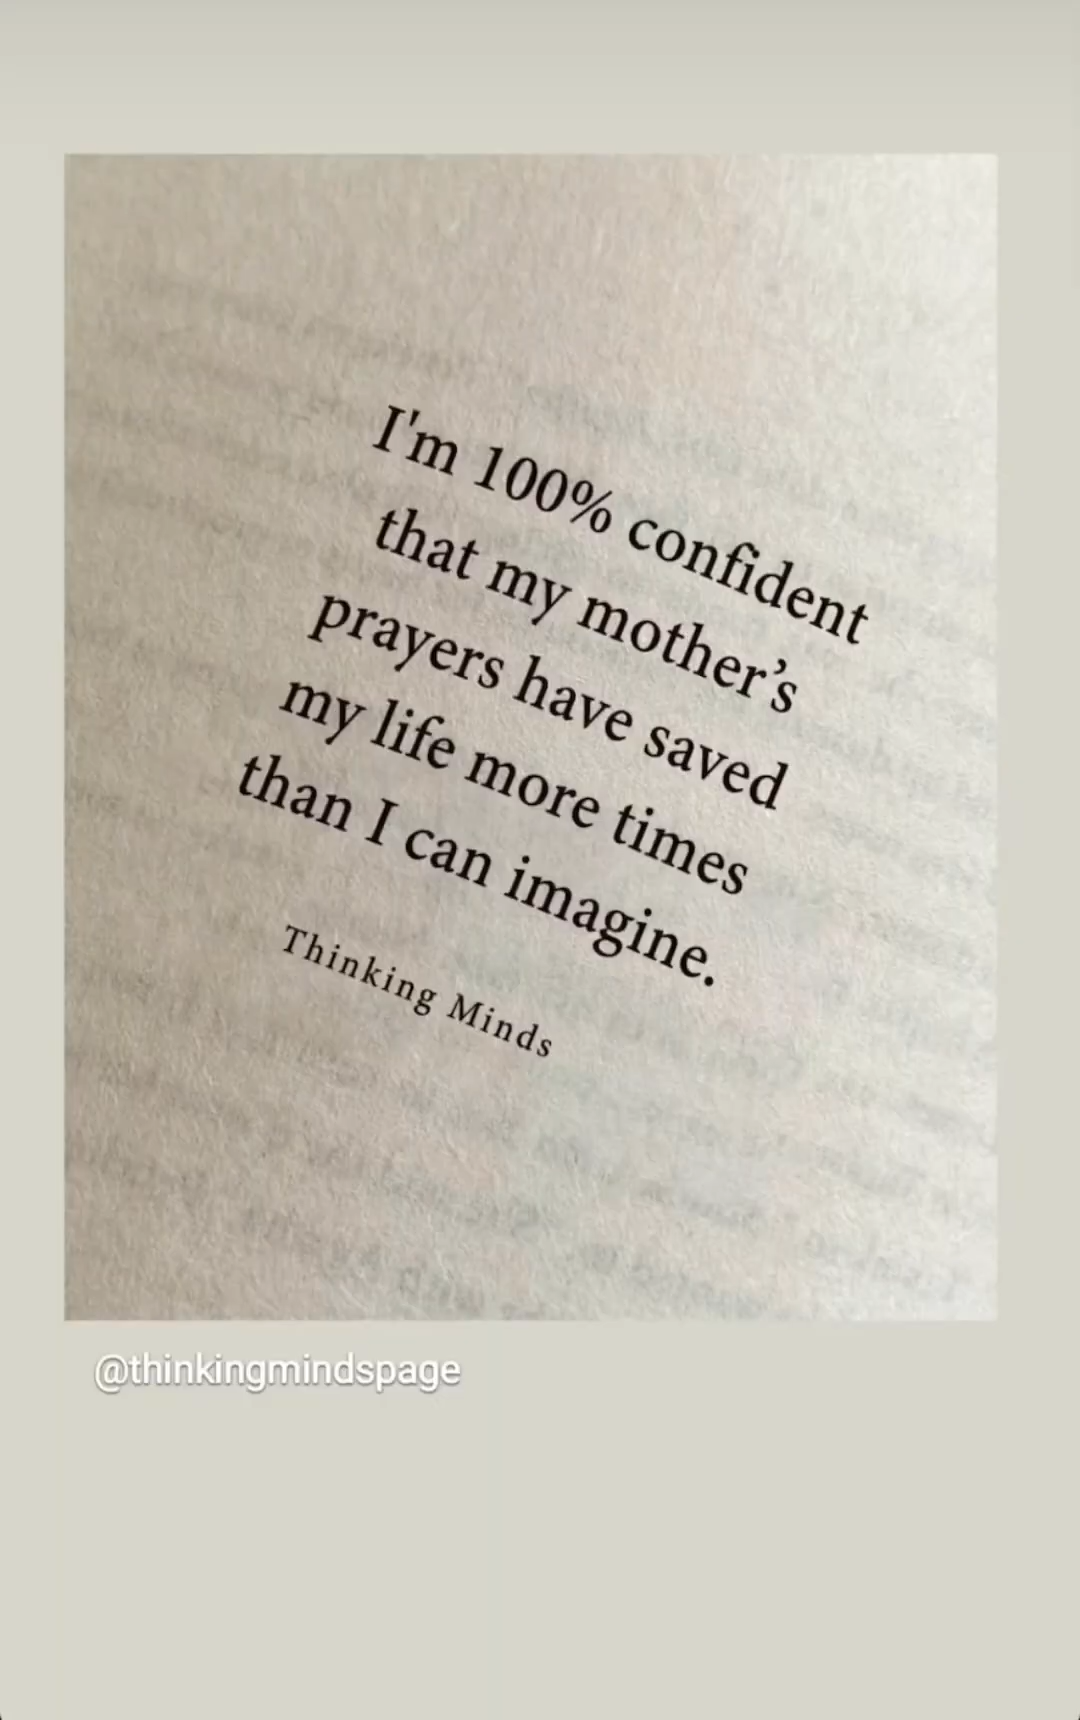 I'm 100% confident
that my mother’s
prayers have saved
my life more times
than I can imagine.
Thinking Minds
@thinkingmindspage